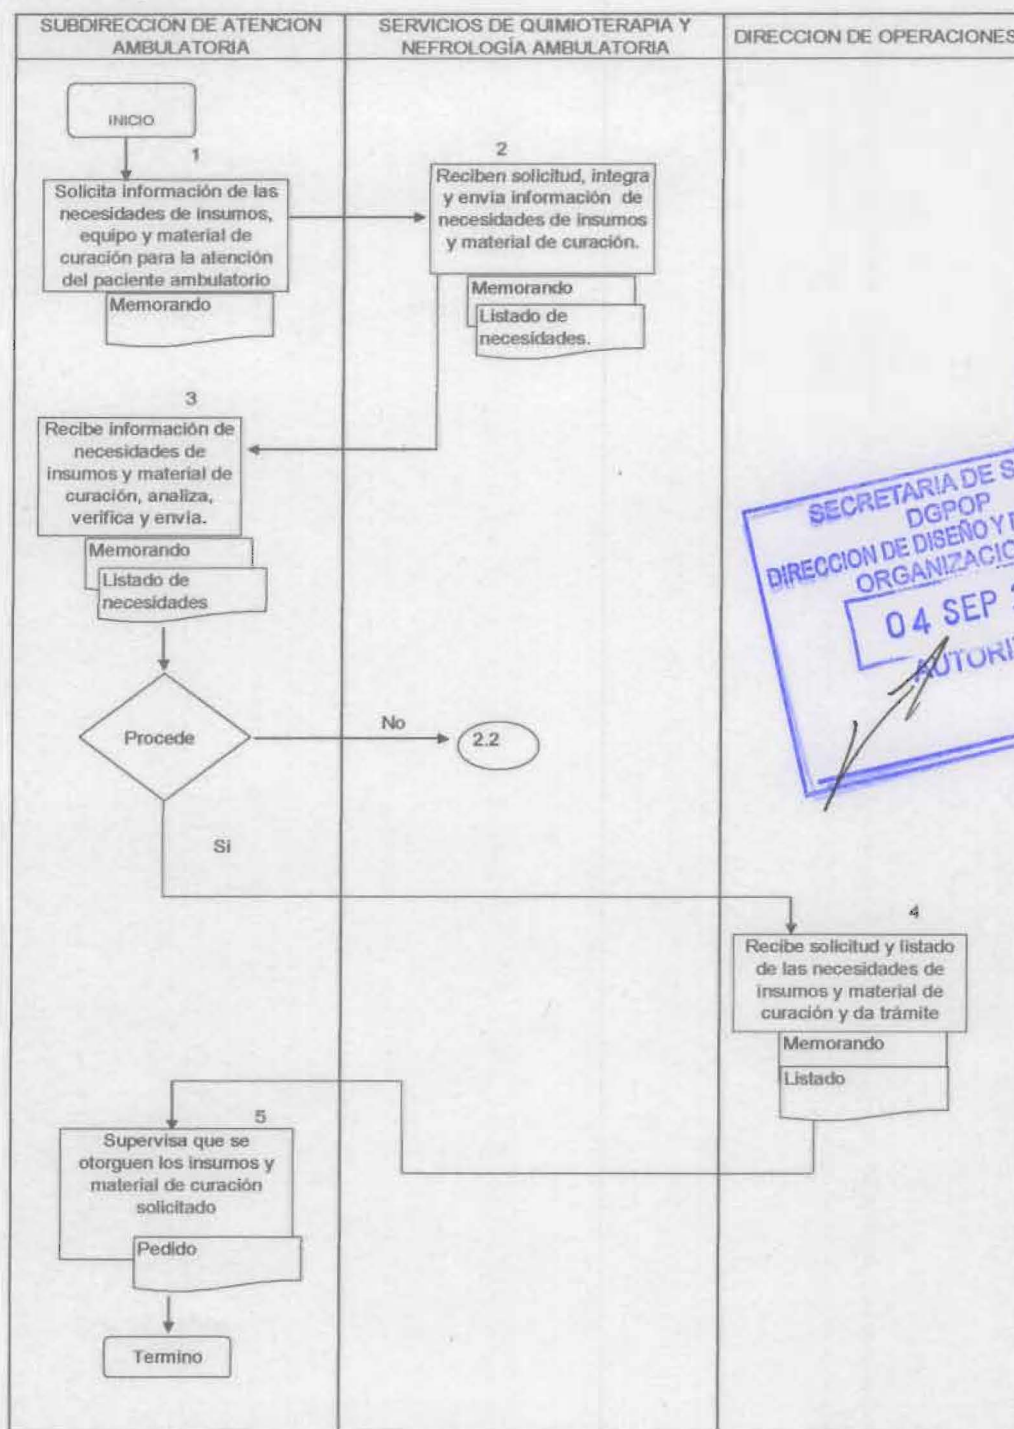 SUBDIRECCIÓN DE ATENCION
AMBULATORIA
SERVICIOS DE QUIMIOTERAPIA Y
NEFROLOGÍA AMBULATORIA
DIRECCION DE OPERACIONES
INICIO
1
Solicita información de las
necesidades de insumos,
equipo y material de
curación para la atención
del paciente ambulatorio
Memorando
2
Reciben solicitud, integra
y envia información de
necesidades de insumos
y material de curación.
Memorando
Listado de
necesidades.
3
Recibe información de
necesidades de
insumos y material de
curación, analiza,
verifica y envia.
Memorando
Listado de
necesidades
SECRETARIA DE S
DGPOP
DIRECCION DE DISEÑO Y
ORGANIZACIO
04 SEP
AUTORI
Procede
No
2.2
Si
4
Recibe solicitud y listado
de las necesidades de
insumos y material de
curación y da trámite
Memorando
Listado
5
Supervisa que se
otorguen los insumos y
material de curación
solicitado
Pedido
Termino